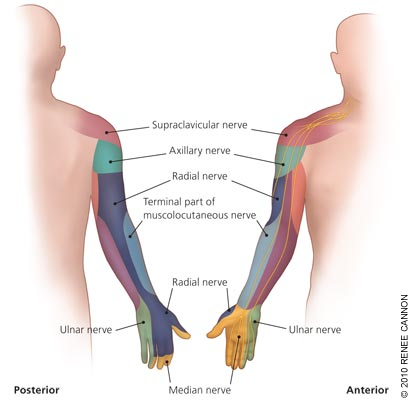 Supraclavicular nerve
Axillary nerve
Radial nerve
Terminal part of
muscolocutaneous nerve
Radial nerve
Ulnar nerve
Ulnar nerve
Median nerve
Posterior
Anterior
© 2010 RENEE CANNON